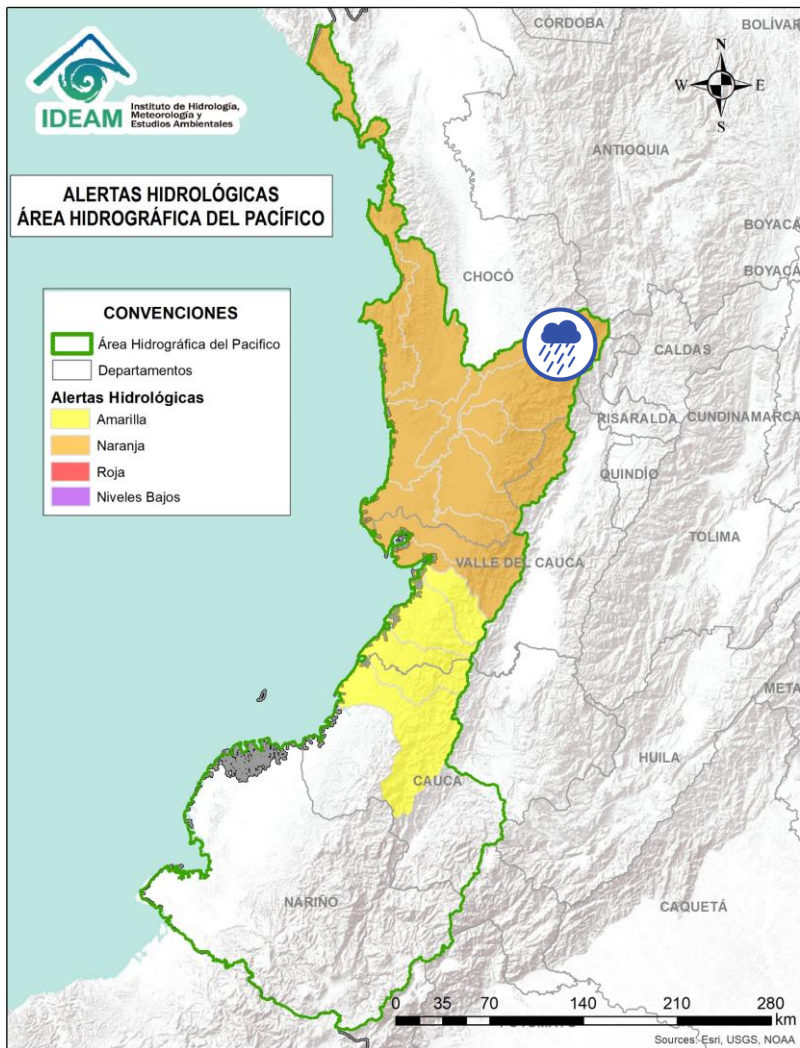 CÓRDOBA
BOLÍVAR
N
W E
S
IDEAM
Instituto de Hidrología,
Meteorología y
Estudios Ambientales
ANTIOQUIA
ALERTAS HIDROLÓGICAS
ÁREA HIDROGRÁFICA DEL PACÍFICO
BOYACÁ
BOYACÁ
CHOCÓ
CONVENCIONES
Área Hidrográfica del Pacifico
Departamentos
Alertas Hidrológicas
Amarilla
Naranja
Roja
Niveles Bajos
CALDAS
RISARALDA
CUNDINAMARCA
QUINDÍO
TOLIMA
VALLE DEL CAUCA
META
HUILA
CAUCA
NARIÑO
CAQUETÁ
0 35 70 140 210 280
km
Sources: Esri, USGS, NOAA